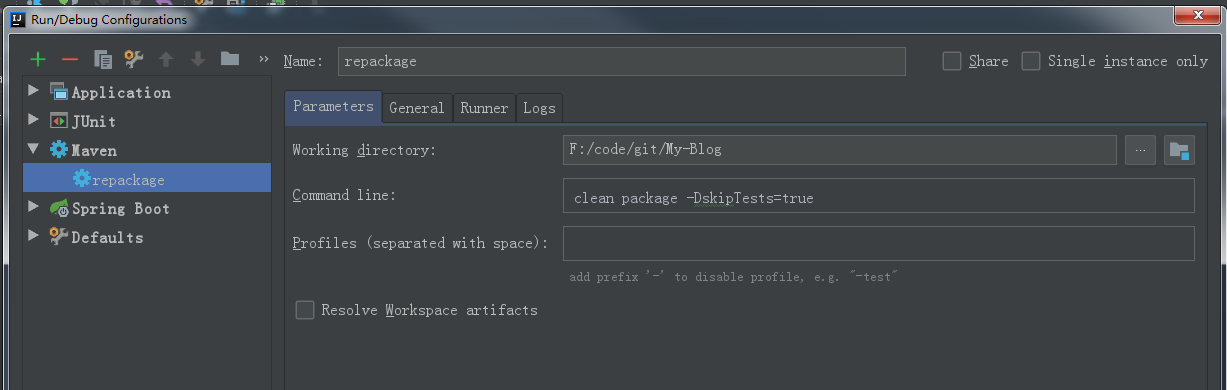 IJ Run/Debug Configurations
Name: repackage Share Single instance only
Application
JUnit
Maven
repackage
Spring Boot
Defaults
Parameters General Runner Logs
Working directory: F:/code/git/My-Blog ...
Command line: clean package -DskipTests=true
Profiles (separated with space):
add prefix '-' to disable profile, e.g. "-test"
Resolve Workspace artifacts